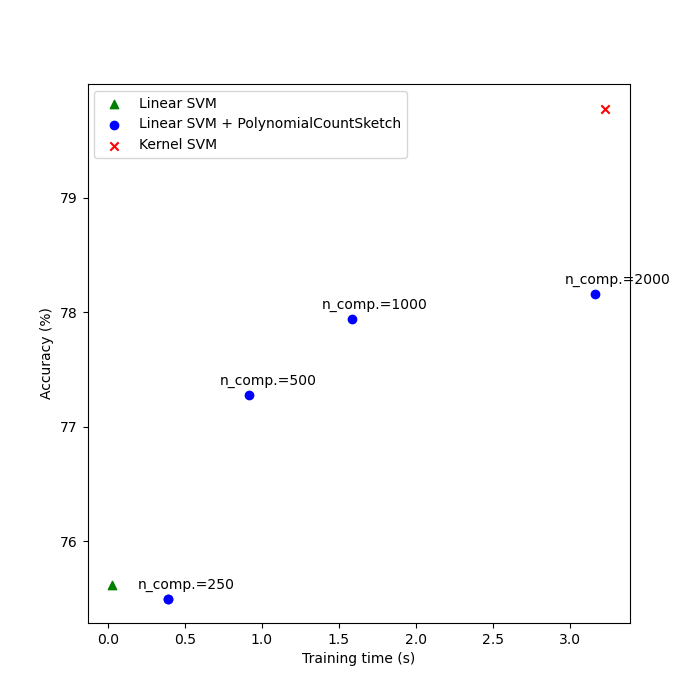 Linear SVM
Linear SVM + PolynomialCountSketch
Kernel SVM
79
n_comp.=2000
78
n_comp.=1000
n_comp.=500
77
Accuracy (%)
76
n_comp.=250
0.0 0.5 1.0 1.5 2.0 2.5 3.0
Training time (s)